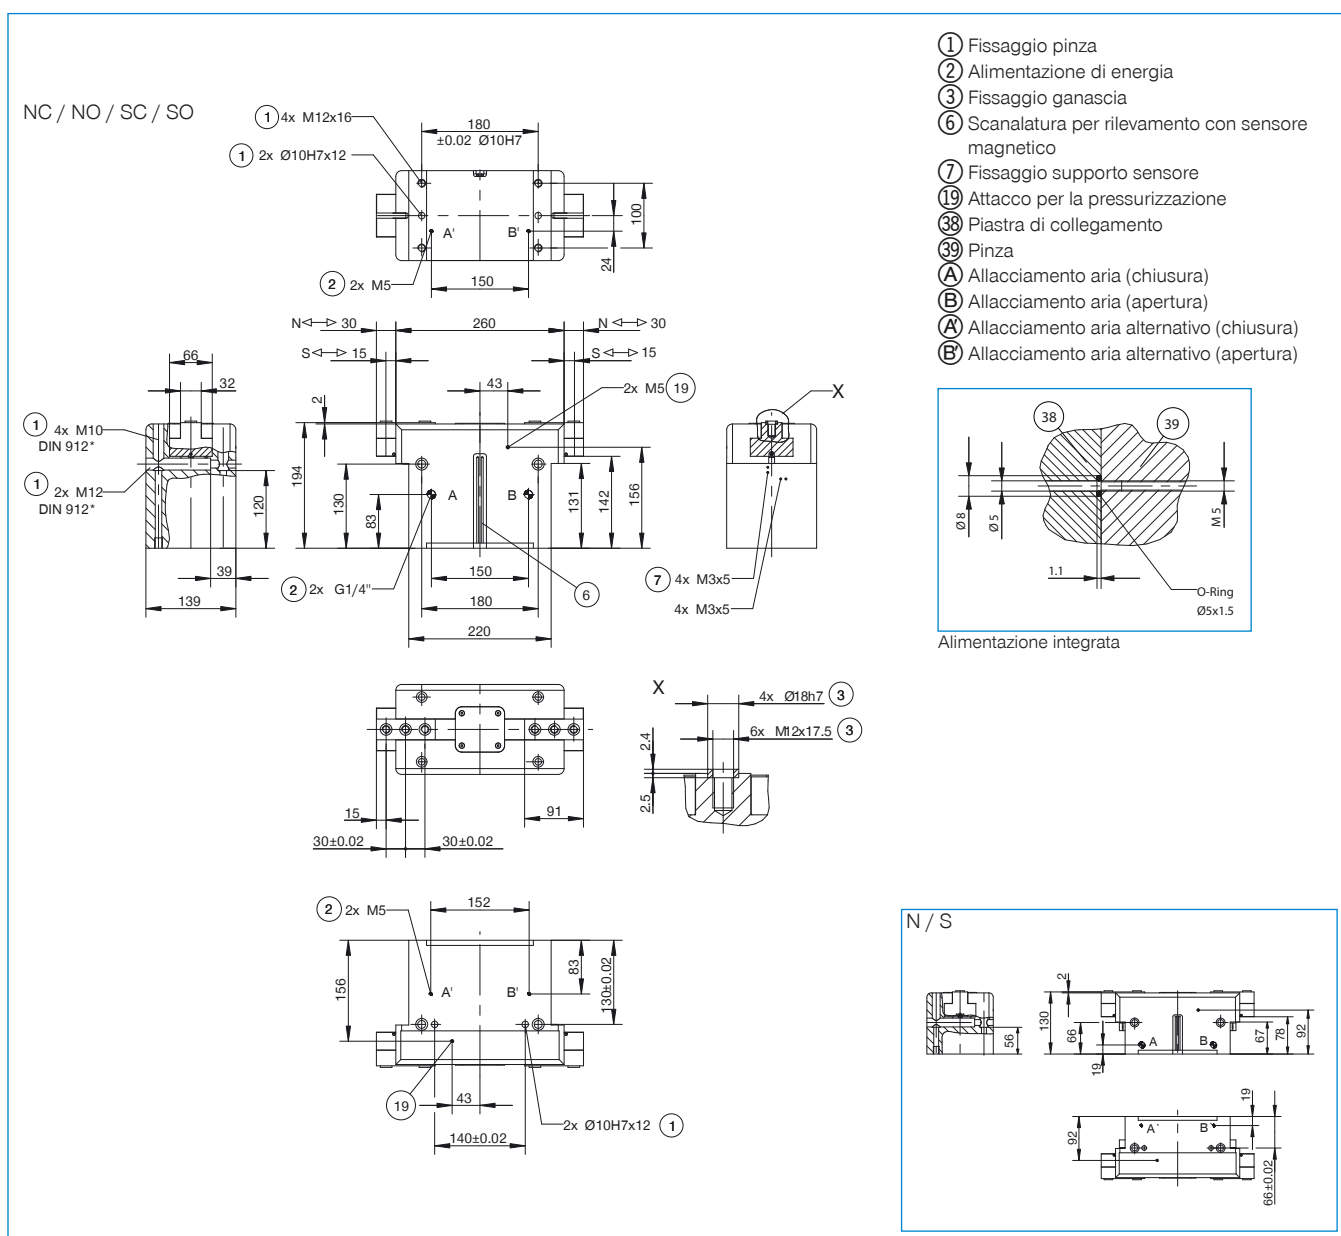 NC / NO / SC / SO
1 4x M12x16
1 2x Ø10H7x12
180
±0.02 Ø10H7
100
24
A' B'
2 2x M5
150
N 30
260
N 30
S 15
S 15
66
32
43
2x M5 19
X
2
1 4x M10
DIN 912*
1 2x M12
DIN 912*
120
39
139
194
130
83
A B
131
142
156
2 2x G1/4"
150
180
220
6
7 4x M3x5
4x M3x5
15
30±0.02 30±0.02
91
X
4x Ø18h7 3
6x M12x17.5 3
2.4
2.5
2 2x M5
152
156
A' B'
83
130±0.02
19
43
140±0.02
2x Ø10H7x12 1
1 Fissaggio pinza
2 Alimentazione di energia
3 Fissaggio ganascia
6 Scanalatura per rilevamento con sensore
magnetico
7 Fissaggio supporto sensore
19 Attacco per la pressurizzazione
38 Piastra di collegamento
39 Pinza
A Allacciamento aria (chiusura)
B Allacciamento aria (apertura)
A' Allacciamento aria alternativo (chiusura)
B' Allacciamento aria alternativo (apertura)
38
39
Ø 8
Ø 5
M 5
1.1
O-Ring
Ø5x1.5
Alimentazione integrata
N / S
56
2
130
66
19
A B
67
78
92
92
A` B`
19
66±0.02